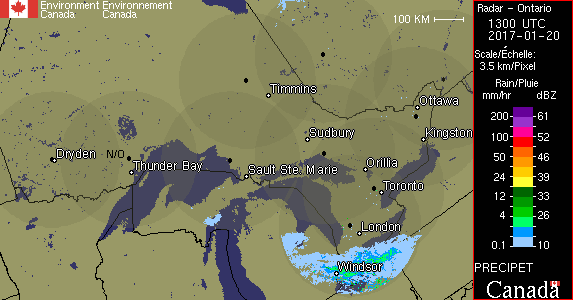 Environment Environnement
Canada Canada
100 KM
Timmins
Ottawa
Sudbury
Kingston
Dryden
N/O
Thunder Bay
Sault Ste. Marie
Orillia
Toronto
London
Windsor
Radar - Ontario
1300 UTC
2017-01-20
Scale/Échelle:
3.5 km/Pixel
Rain/Pluie
mm/hr dBZ
200 61
100 52
50 46
24 39
12 33
4 26
0.1 10
PRECIPET
Canada